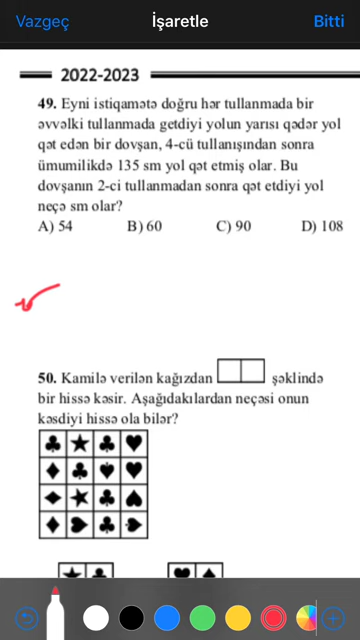 Vazgeç İşaretle Bitti
2022-2023
49. Eyni istiqamətə doğru hər tullanmada bir
əvvəlki tullanmada getdiyi yolun yarısı qədər yol
qət edən bir dovşan, 4-cü tullanışından sonra
ümumilikdə 135 sm yol qət etmiş olar. Bu
dovşanın 2-ci tullanmadan sonra qət etdiyi yol
neçə sm olar?
A) 54 B) 60 C) 90 D) 108
50. Kamilə verilən kağızdan şəklində
bir hissə kəsir. Aşağıdakılardan neçəsi onun
kəsdiyi hissə ola bilər?